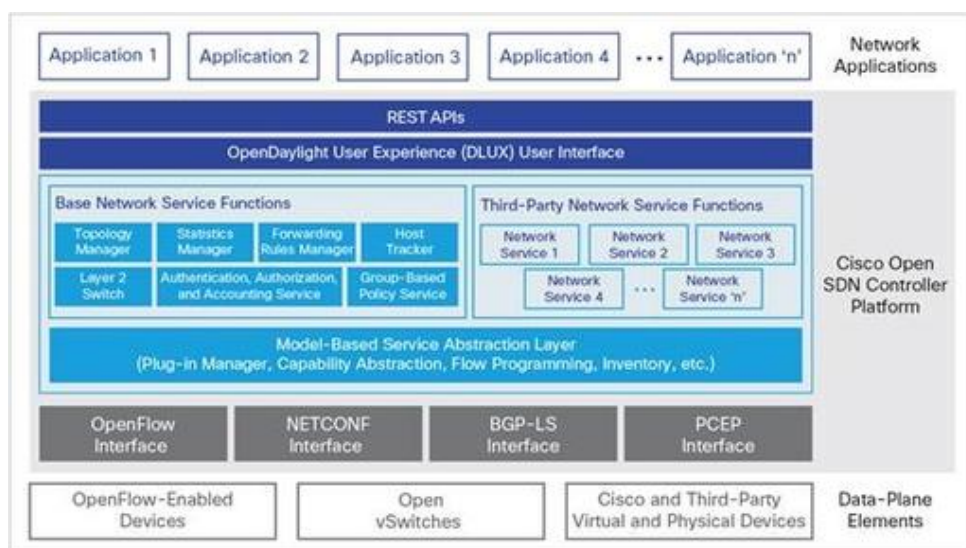 Application 1
Application 2
Application 3
Application 4
...
Application 'n'
Network
Applications
REST APIs
OpenDaylight User Experience (DLUX) User Interface
Base Network Service Functions
Topology
Manager
Statistics
Manager
Forwarding
Rules Manager
Host
Tracker
Layer 2
Switch
Authentication, Authorization,
and Accounting Service
Group-Based
Policy Service
Third-Party Network Service Functions
Network
Service 1
Network
Service 2
Network
Service 3
Network
Service 4
...
Network
Service 'n'
Model-Based Service Abstraction Layer
(Plug-in Manager, Capability Abstraction, Flow Programming, Inventory, etc.)
Cisco Open
SDN Controller
Platform
OpenFlow
Interface
NETCONF
Interface
BGP-LS
Interface
PCEP
Interface
OpenFlow-Enabled
Devices
Open
vSwitches
Cisco and Third-Party
Virtual and Physical Devices
Data-Plane
Elements